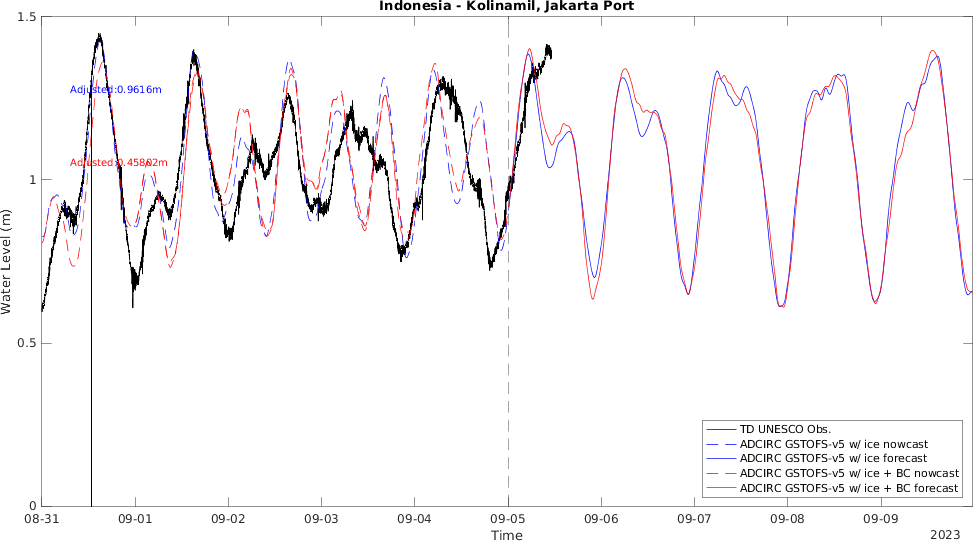 Indonesia - Kolinamil, Jakarta Port
1.5
Adjusted:0.9616m
Adjusted:0.45802m
1
Water Level (m)
0.5
TD UNESCO Obs.
ADCIRC GSTOFS-v5 w/ ice nowcast
ADCIRC GSTOFS-v5 w/ ice forecast
ADCIRC GSTOFS-v5 w/ ice + BC nowcast
ADCIRC GSTOFS-v5 w/ ice + BC forecast
0
08-31 09-01 09-02 09-03 09-04 09-05 09-06 09-07 09-08 09-09
Time
2023